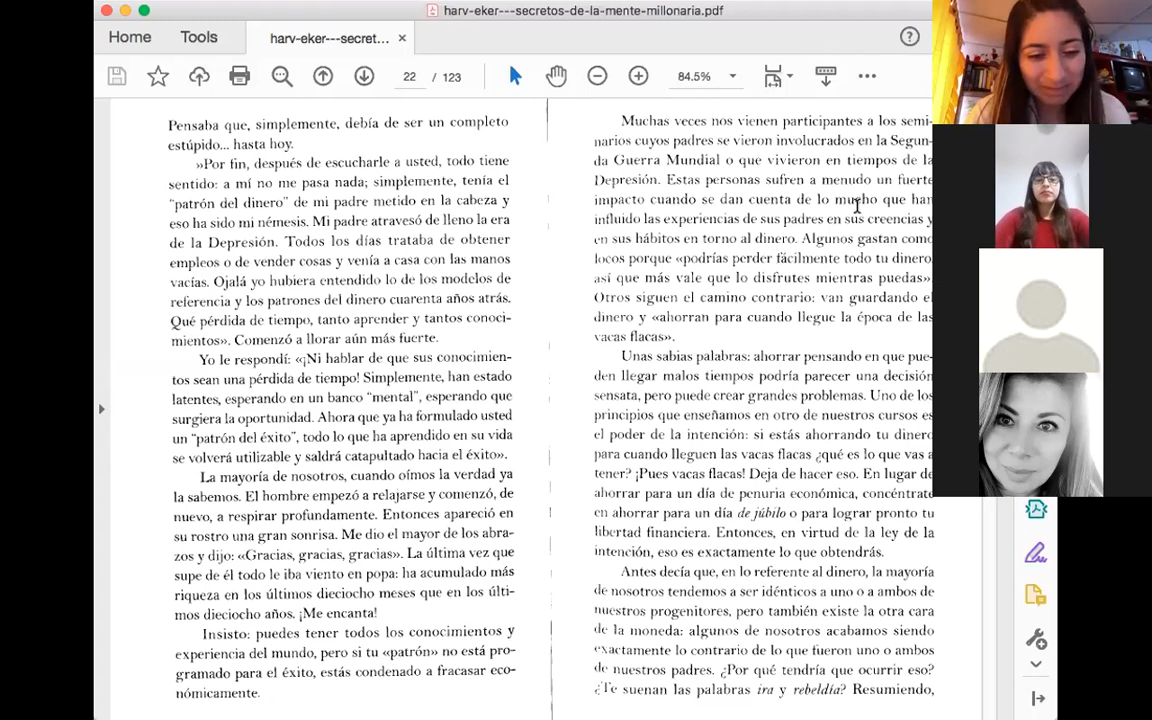 harv-eker---secretos-de-la-mente-millonaria.pdf
Home
Tools
harv-eker---secret...
22
/ 123
84.5%
Pensaba que, simplemente, debía de ser un completo
estúpido... hasta hoy.
»Por fin, después de escucharle a usted, todo tiene
sentido: a mí no me pasa nada; simplemente, tenía el
“patrón del dinero” de mi padre metido en la cabeza y
eso ha sido mi némesis. Mi padre atravesó de lleno la era
de la Depresión. Todos los días trataba de obtener
empleos o de vender cosas y venía a casa con las manos
vacías. Ojalá yo hubiera entendido lo de los modelos de
referencia y los patrones del dinero cuarenta años atrás.
Qué pérdida de tiempo, tanto aprender y tantos conoci-
mientos». Comenzó a llorar aún más fuerte.
Yo le respondí: «¡Ni hablar de que sus conocimien-
tos sean una pérdida de tiempo! Simplemente, han estado
latentes, esperando en un banco “mental”, esperando que
surgiera la oportunidad. Ahora que ya ha formulado usted
un “patrón del éxito”, todo lo que ha aprendido en su vida
se volverá utilizable y saldrá catapultado hacia el éxito».
La mayoría de nosotros, cuando oímos la verdad ya
la sabemos. El hombre empezó a relajarse y comenzó, de
nuevo, a respirar profundamente. Entonces apareció en
su rostro una gran sonrisa. Me dio el mayor de los abra-
zos y dijo: «Gracias, gracias, gracias». La última vez que
supe de él todo le iba viento en popa: ha acumulado más
riqueza en los últimos dieciocho meses que en los últi-
mos dieciocho años. ¡Me encanta!
Insisto: puedes tener todos los conocimientos y
experiencia del mundo, pero si tu «patrón» no está pro-
gramado para el éxito, estás condenado a fracasar eco-
nómicamente.
Muchas veces nos vienen participantes a los semi-
narios cuyos padres se vieron involucrados en la Segun-
da Guerra Mundial o que vivieron en tiempos de la
Depresión. Estas personas sufren a menudo un fuerte
impacto cuando se dan cuenta de lo mucho que han
influido las experiencias de sus padres en sus creencias y
en sus hábitos en torno al dinero. Algunos gastan como
locos porque «podrías perder fácilmente todo tu dinero,
así que más vale que lo disfrutes mientras puedas».
Otros siguen el camino contrario: van guardando el
dinero y «ahorran para cuando llegue la época de las
vacas flacas».
Unas sabias palabras: ahorrar pensando en que pue-
den llegar malos tiempos podría parecer una decisión
sensata, pero puede crear grandes problemas. Uno de los
principios que enseñamos en otro de nuestros cursos es
el poder de la intención: si estás ahorrando tu dinero
para cuando lleguen las vacas flacas ¿qué es lo que vas a
tener? ¡Pues vacas flacas! Deja de hacer eso. En lugar de
ahorrar para un día de penuria económica, concéntrate
en ahorrar para un día de júbilo o para lograr pronto tu
libertad financiera. Entonces, en virtud de la ley de la
intención, eso es exactamente lo que obtendrás.
Antes decía que, en lo referente al dinero, la mayoría
de nosotros tendemos a ser idénticos a uno o a ambos de
nuestros progenitores, pero también existe la otra cara
de la moneda: algunos de nosotros acabamos siendo
exactamente lo contrario de lo que fueron uno o ambos
de nuestros padres. ¿Por qué tendría que ocurrir eso?
¿Te suenan las palabras ira y rebeldía? Resumiendo,